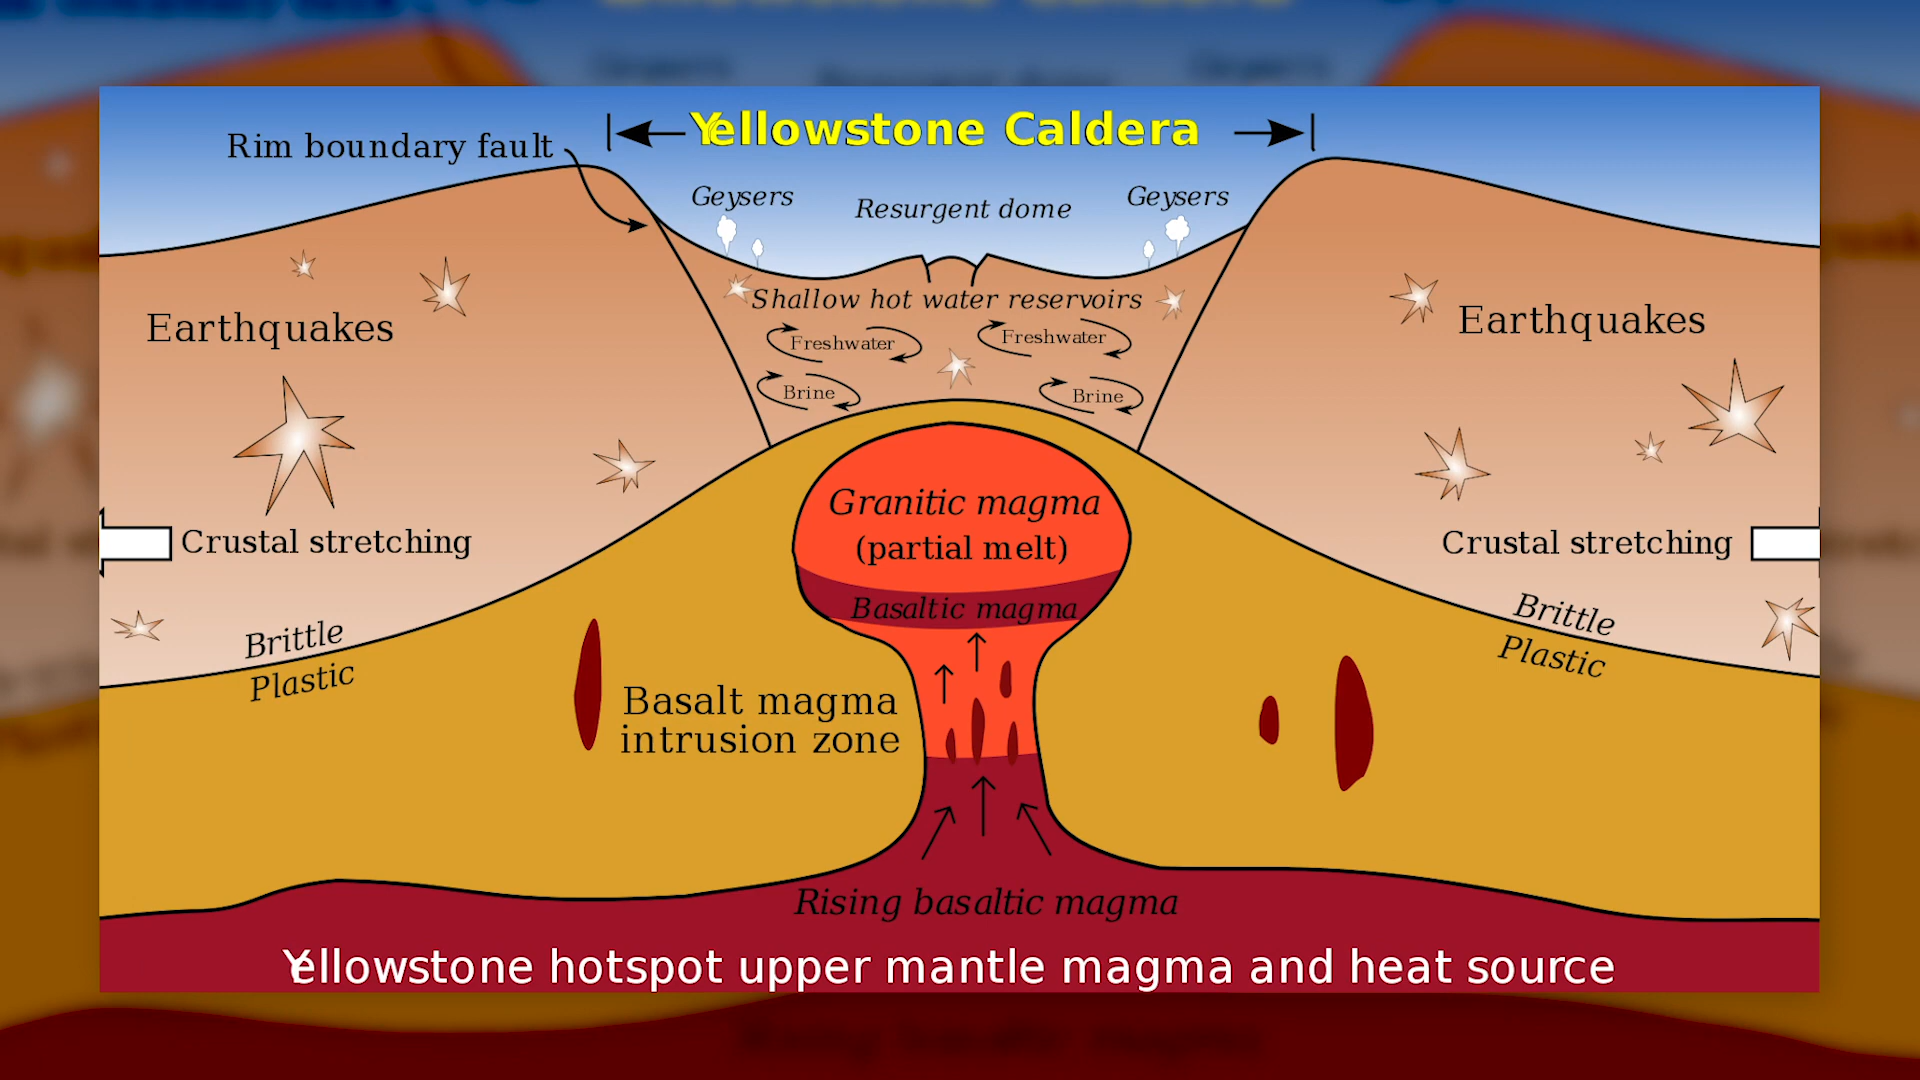 Yellowstone Caldera
Rim boundary fault
Geysers
Resurgent dome
Geysers
Shallow hot water reservoirs
Freshwater
Freshwater
Brine
Brine
Earthquakes
Earthquakes
Granitic magma
(partial melt)
Basaltic magma
Crustal stretching
Crustal stretching
Brittle
Plastic
Brittle
Plastic
Basalt magma
intrusion zone
Rising basaltic magma
Yellowstone hotspot upper mantle magma and heat source